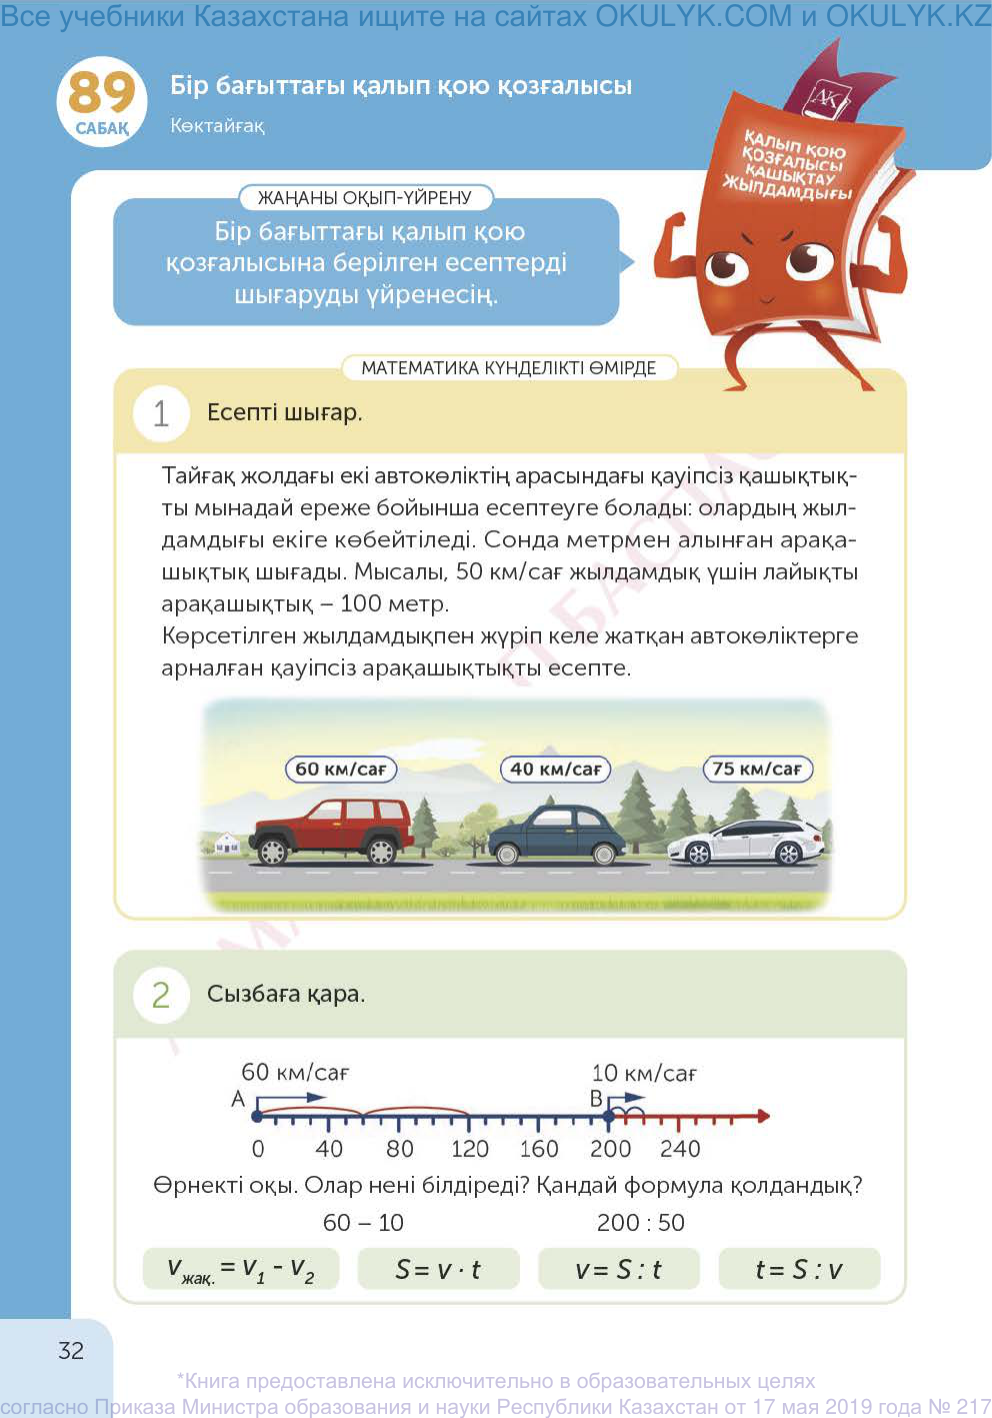 Все учебники Казахстана ищите на сайтах OKULYK.COM и OKULYK.KZ
89
САБАҚ
Бір бағыттағы қалып қою қозғалысы
Көктайғақ
ҚАЛЫП ҚОЮ
ҚОЗҒАЛЫСЫ
ҚАШЫҚТАУ
ЖЫЛДАМДЫҒЫ
ЖАҢАНЫ ОҚЫП-ҮЙРЕНУ
Бір бағыттағы қалып қою
қозғалысына берілген есептерді
шығаруды үйренесің.
МАТЕМАТИКА КҮНДЕЛІКТІ ӨМІРДЕ
1
Есепті шығар.
Тайғақ жолдағы екі автокөліктің арасындағы қауіпсіз қашықтық-
ты мынадай ереже бойынша есептеуге болады: олардың жыл-
дамдығы екіге көбейтіледі. Сонда метрмен алынған арақа-
шықтық шығады. Мысалы, 50 км/сағ жылдамдық үшін лайықты
арақашықтық – 100 метр.
Көрсетілген жылдамдықпен жүріп келе жатқан автокөліктерге
арналған қауіпсіз арақашықтықты есепте.
60 км/сағ 40 км/сағ 75 км/сағ
2
Сызбаға қара.
60 км/сағ 10 км/сағ
A B
0 40 80 120 160 200 240
Өрнекті оқы. Олар нені білдіреді? Қандай формула қолдандық?
60 – 10 200 : 50
v жақ. = v1 - v2 S = v · t v = S : t t = S : v
32
*Книга предоставлена исключительно в образовательных целях
согласно Приказа Министра образования и науки Республики Казахстан от 17 мая 2019 года № 217